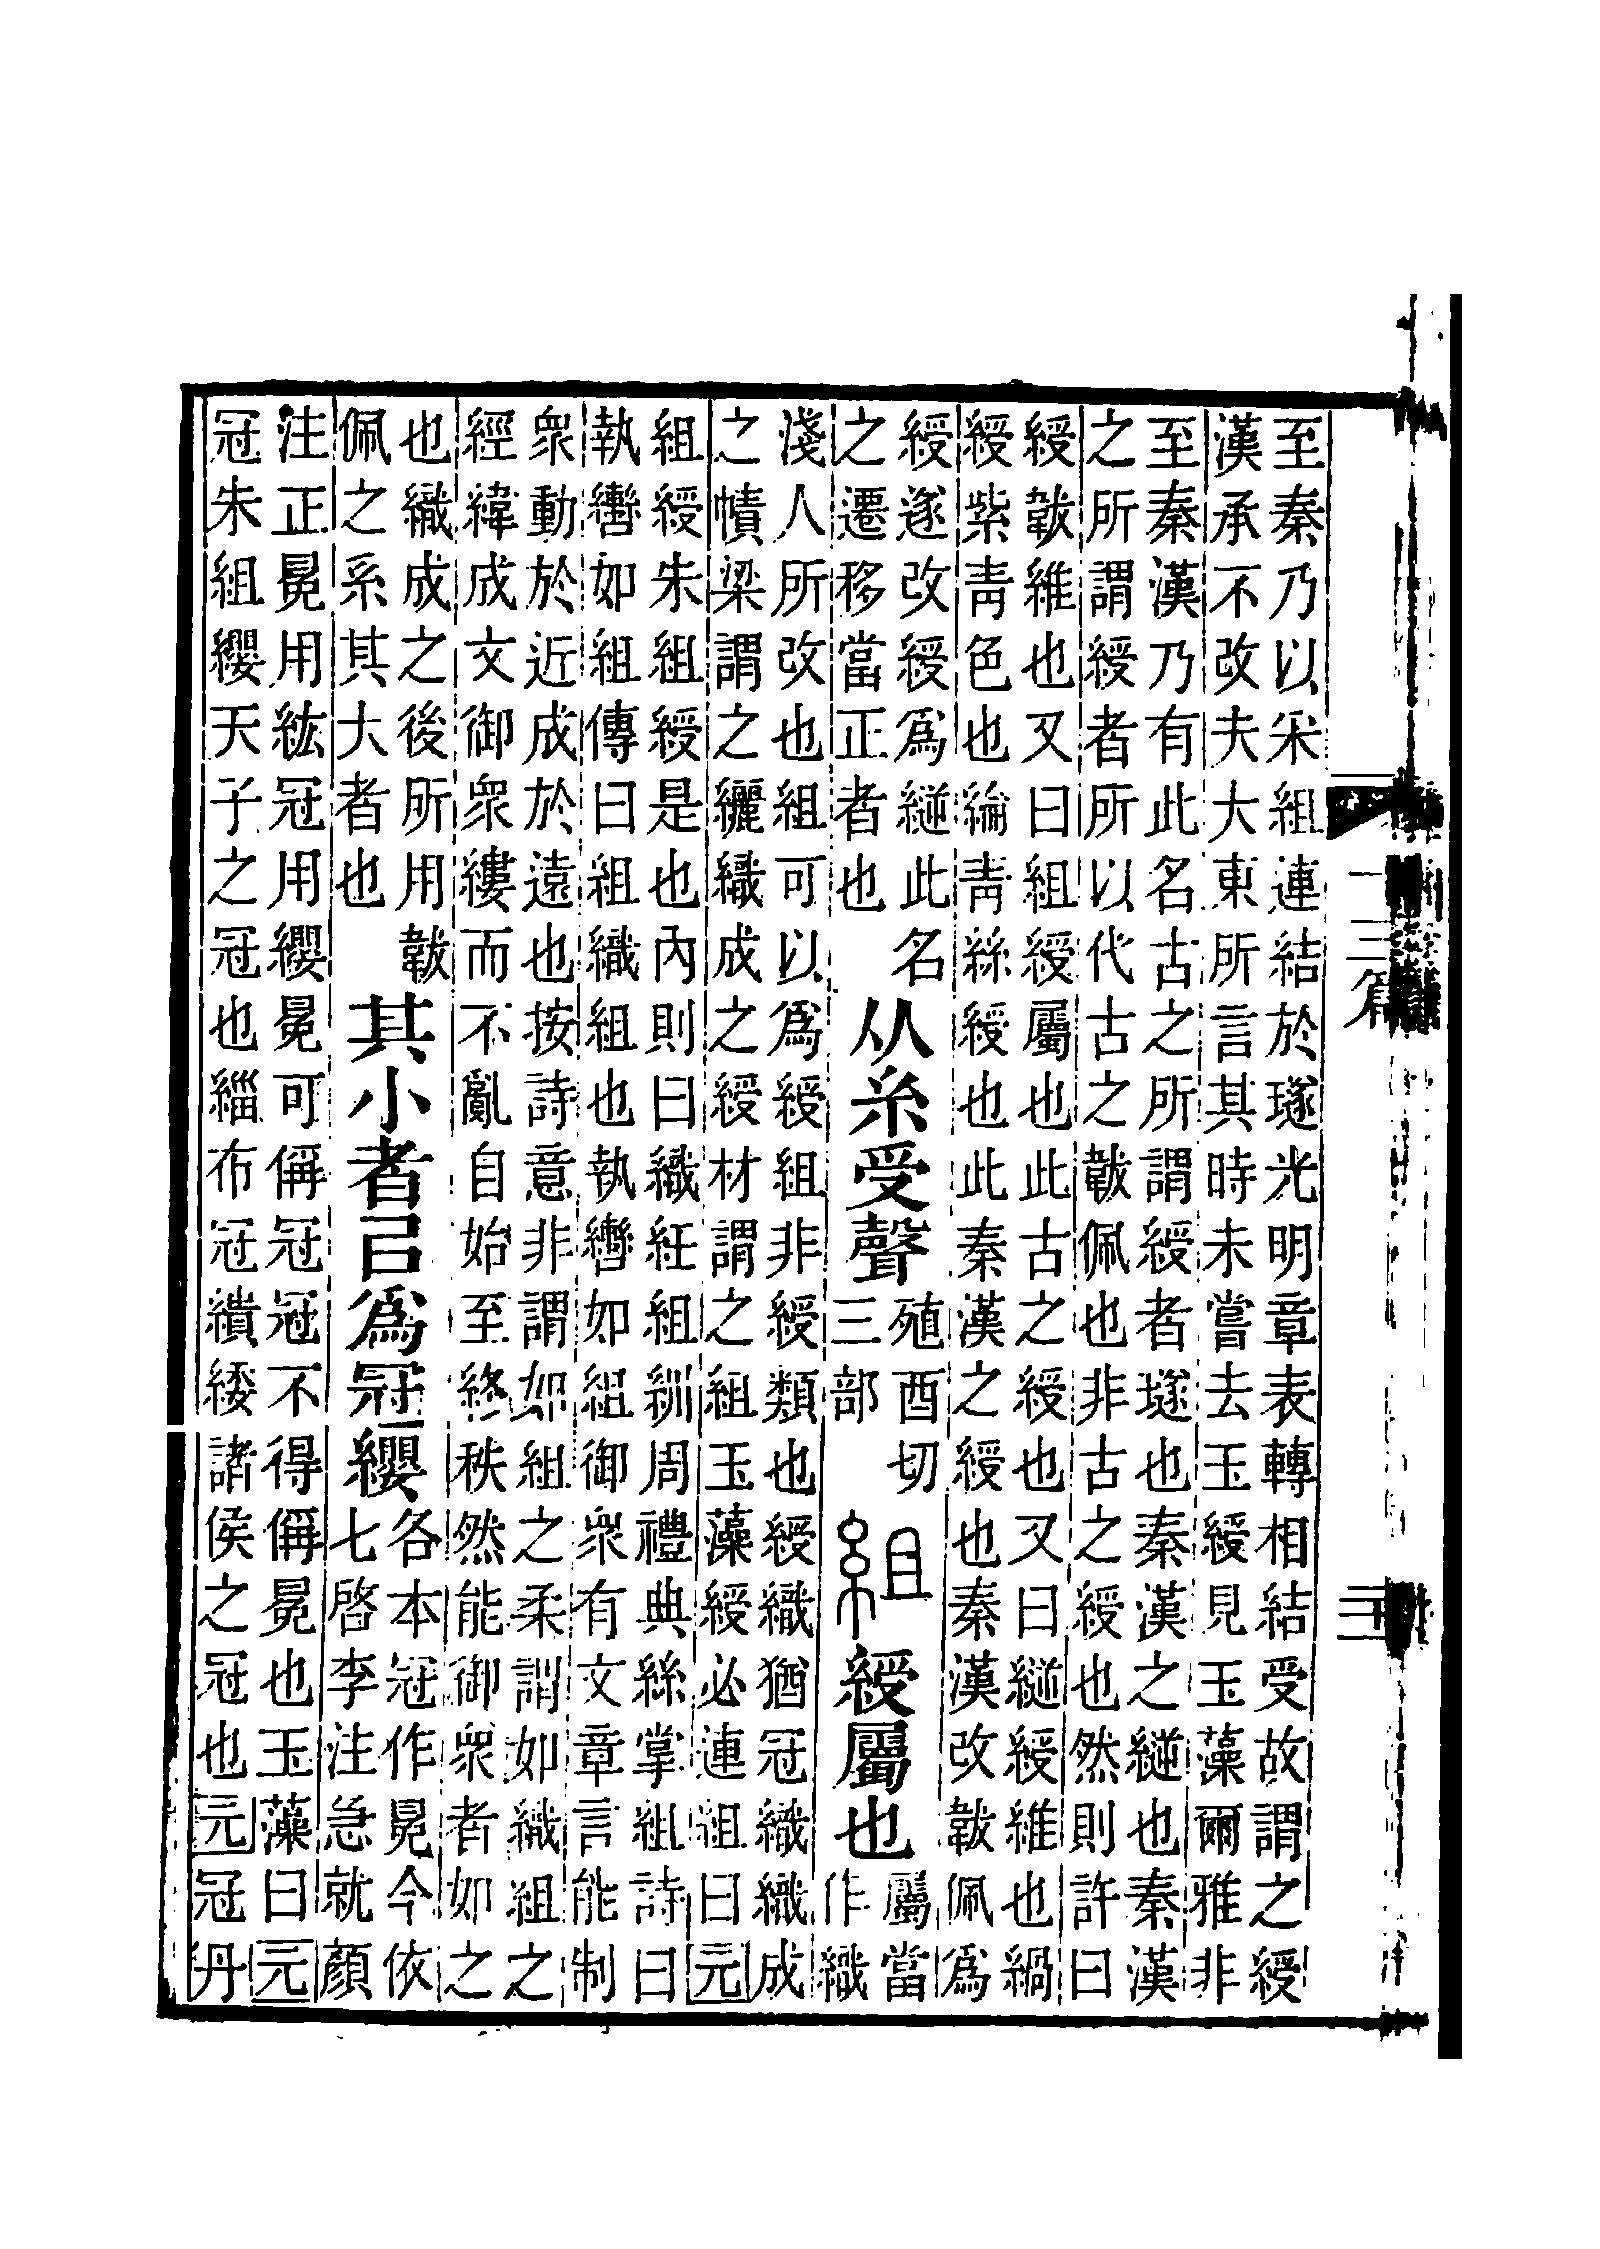 至秦乃以采組連結於璲光明章表轉相結受故謂之綬
漢承不改夫大東所言其時未嘗去玉綬見玉藻爾雅非
至秦漢乃有此名古之所謂綬者璲也秦漢之縌也秦漢
之所謂綬者所以代古之韍佩也非古之綬也然則許曰
綬韍維也又曰組綬屬也此古之綬也又曰縌綬維也緺
綬紫青色也綸青絲綬也此秦漢之綬也秦漢改韍佩爲
綬遂改綬爲縌此名
之遷移當正者也
从糸受聲
殖酉切
三部
組綬屬也
屬當
作織
淺人所改也組可以爲綬組非綬類也綬織猶冠織織成
之幘梁謂之纚織成之綬材謂之組玉藻綬必連組曰元
組綬朱組綬是也內則曰織紝組紃周禮典絲掌組詩曰
執轡如組傳曰組織組也執轡如組御衆有文章言能制
衆動於近成於遠也按詩意非謂如組之柔謂如織組之
經緯成文御衆縷而不亂自始至終秩然能御衆者如之
也織成之後所用韍
佩之系其大者也
其小者㠯爲冠纓
各本冠作冕今依
七啓李注急就顏
注正冕用紘冠用纓冕可偁冠冠不得偁冕也玉藻曰元
冠朱組纓天子之冠也緇布冠繢緌諸侯之冠也元冠丹